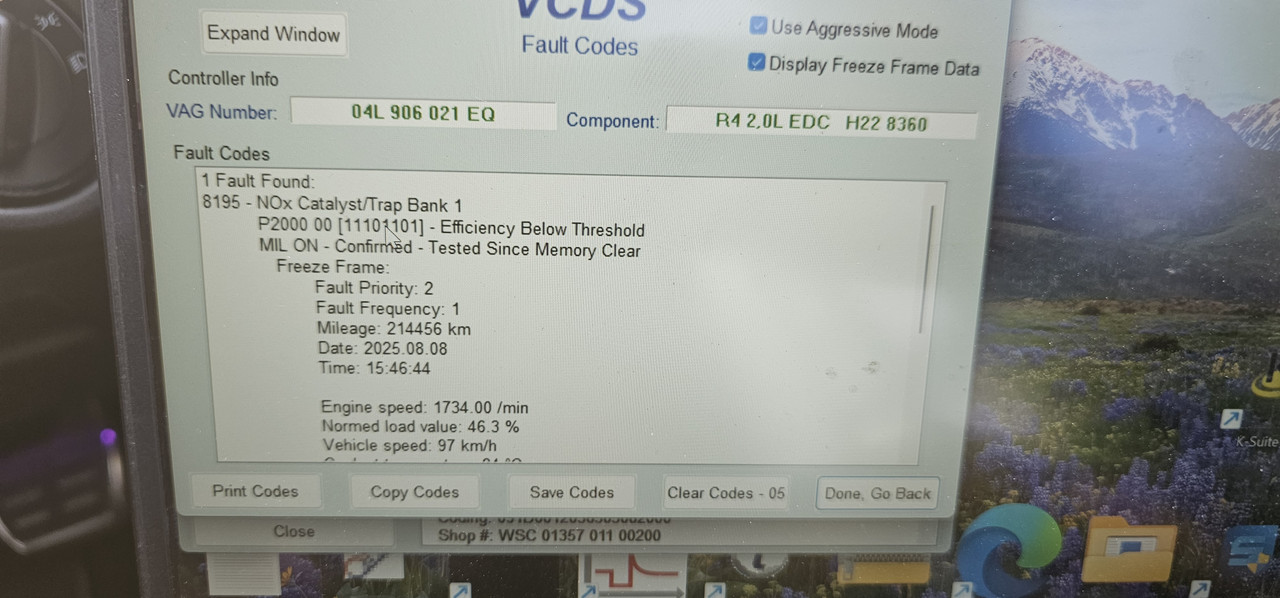 VCDS
Fault Codes
Expand Window
Use Aggressive Mode
Display Freeze Frame Data
Controller Info
VAG Number: 04L 906 021 EQ Component: R4 2,0L EDC H22 8360
Fault Codes
1 Fault Found:
8195 - NOx Catalyst/Trap Bank 1
P2000 00 [11101101] - Efficiency Below Threshold
MIL ON - Confirmed - Tested Since Memory Clear
Freeze Frame:
Fault Priority: 2
Fault Frequency: 1
Mileage: 214456 km
Date: 2025.08.08
Time: 15:46:44
Engine speed: 1734.00 /min
Normed load value: 46.3 %
Vehicle speed: 97 km/h
Print Codes Copy Codes Save Codes Clear Codes - 05 Done, Go Back
Close
Shop #: WSC 01357 011 00200
K-Suite